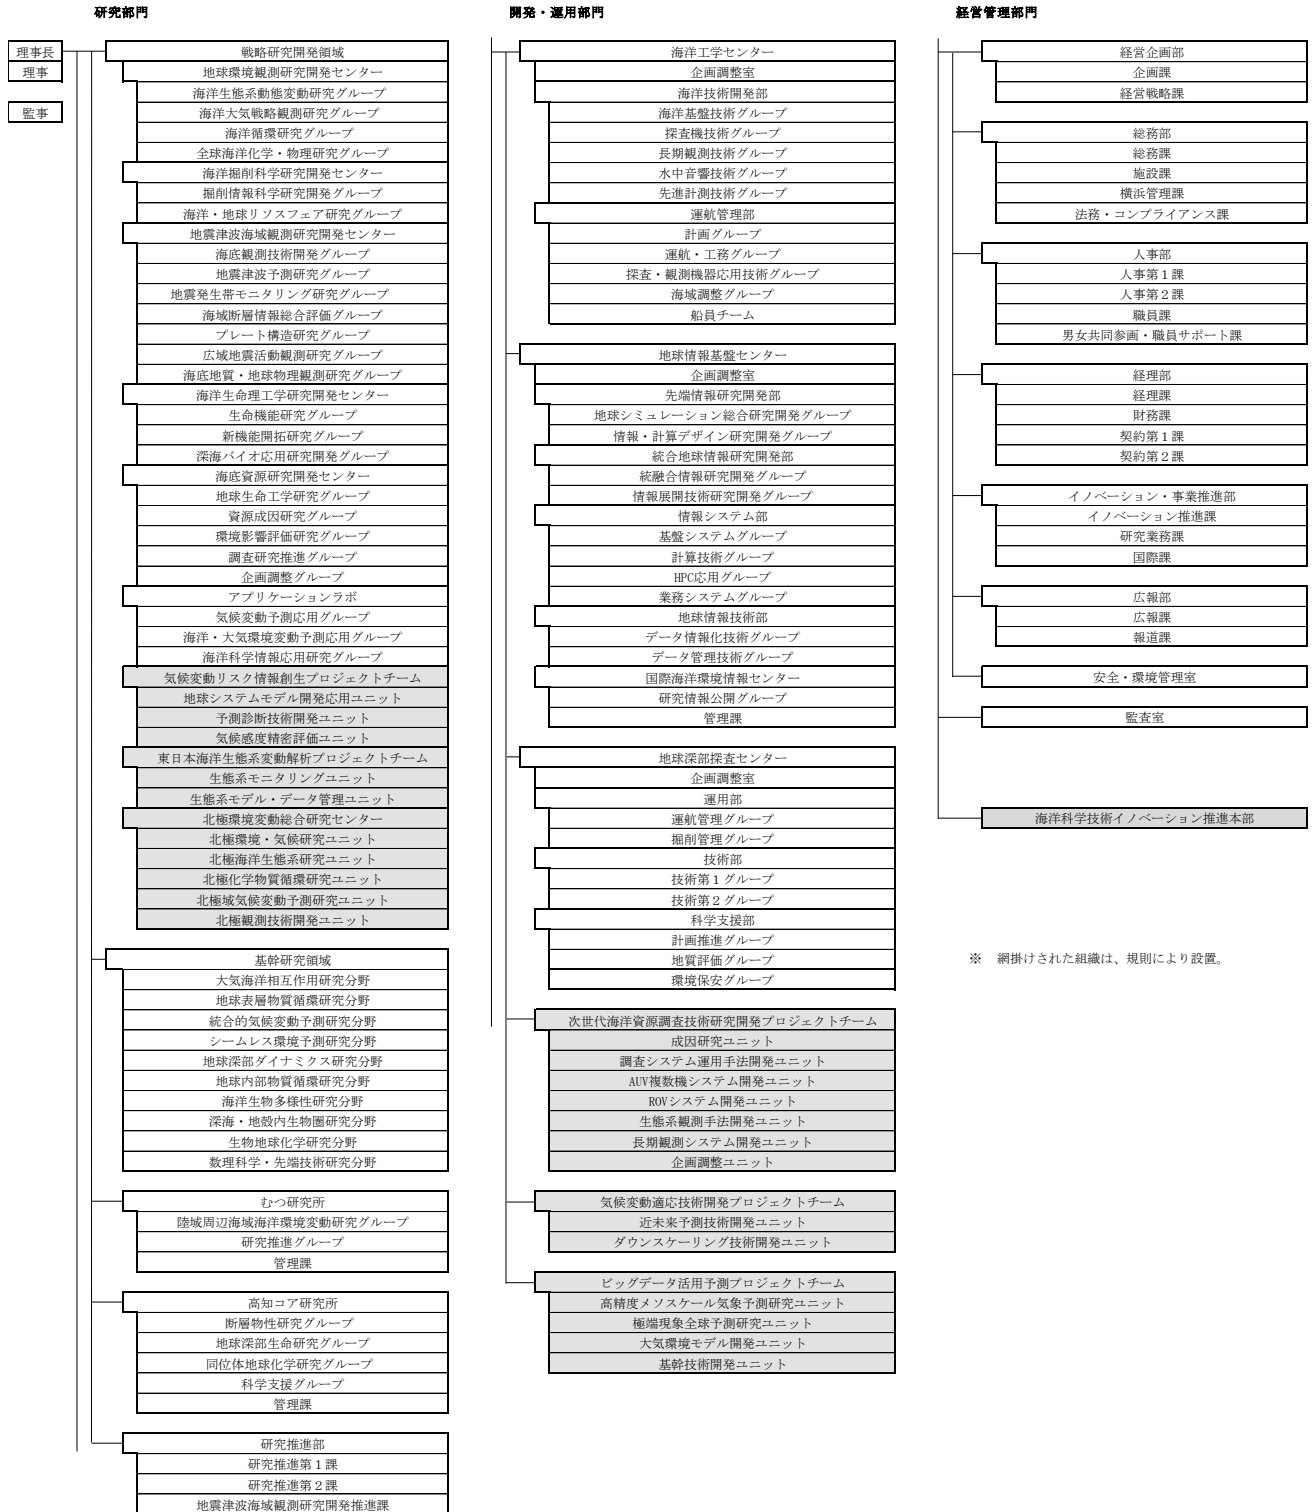 研究部門
理事長
理事
監事
戦略研究開発領域
地球環境観測研究開発センター
海洋生態系動態変動研究グループ
海洋大気戦略観測研究グループ
海洋循環研究グループ
全球海洋化学・物理研究グループ
海洋掘削科学研究開発センター
掘削情報科学研究開発グループ
海洋・地球リソスフェア研究グループ
地震津波海域観測研究開発センター
海底観測技術開発グループ
地震津波予測研究グループ
地震発生帯モニタリング研究グループ
海域断層情報総合評価グループ
プレート構造研究グループ
広域地震活動観測研究グループ
海底地質・地球物理観測研究グループ
海洋生命理工学研究開発センター
生命機能研究グループ
新機能開拓研究グループ
深海バイオ応用研究開発グループ
海底資源研究開発センター
地球生命工学研究グループ
資源成因研究グループ
環境影響評価研究グループ
調査研究推進グループ
企画調整グループ
アプリケーションラボ
気候変動予測応用グループ
海洋・大気環境変動予測応用グループ
海洋科学情報応用研究グループ
気候変動リスク情報創生プロジェクトチーム
地球システムモデル開発応用ユニット
予測診断技術開発ユニット
気候感度精密評価ユニット
東日本海洋生態系変動解析プロジェクトチーム
生態系モニタリングユニット
生態系モデル・データ管理ユニット
北極環境変動総合研究センター
北極環境・気候研究ユニット
北極海洋生態系研究ユニット
北極化学物質循環研究ユニット
北極域気候変動予測研究ユニット
北極観測技術開発ユニット
基幹研究領域
大気海洋相互作用研究分野
地球表層物質循環研究分野
統合的気候変動予測研究分野
シームレス環境予測研究分野
地球深部ダイナミクス研究分野
地球内部物質循環研究分野
海洋生物多様性研究分野
深海・地殻内生物圏研究分野
生物地球化学研究分野
数理科学・先端技術研究分野
むつ研究所
陸域周辺海域海洋環境変動研究グループ
研究推進グループ
管理課
高知コア研究所
断層物性研究グループ
地球深部生命研究グループ
同位体地球化学研究グループ
科学支援グループ
管理課
研究推進部
研究推進第１課
研究推進第２課
地震津波海域観測研究開発推進課
開発・運用部門
海洋工学センター
企画調整室
海洋技術開発部
海洋基盤技術グループ
探査機技術グループ
長期観測技術グループ
水中音響技術グループ
先進計測技術グループ
運航管理部
計画グループ
運航・工務グループ
探査・観測機器応用技術グループ
海域調整グループ
船員チーム
地球情報基盤センター
企画調整室
先端情報研究開発部
地球シミュレーション総合研究開発グループ
情報・計算デザイン研究開発グループ
統合地球情報研究開発部
統融合情報研究開発グループ
情報展開技術研究開発グループ
情報システム部
基盤システムグループ
計算技術グループ
HPC応用グループ
業務システムグループ
地球情報技術部
データ情報化技術グループ
データ管理技術グループ
国際海洋環境情報センター
研究情報公開グループ
管理課
地球深部探査センター
企画調整室
運用部
運航管理グループ
掘削管理グループ
技術部
技術第１グループ
技術第２グループ
科学支援部
計画推進グループ
地質評価グループ
環境保安グループ
次世代海洋資源調査技術研究開発プロジェクトチーム
成因研究ユニット
調査システム運用手法開発ユニット
AUV複数機システム開発ユニット
ROVシステム開発ユニット
生態系観測手法開発ユニット
長期観測システム開発ユニット
企画調整ユニット
気候変動適応技術開発プロジェクトチーム
近未来予測技術開発ユニット
ダウンスケーリング技術開発ユニット
ビッグデータ活用予測プロジェクトチーム
高精度メソスケール気象予測研究ユニット
極端現象全球予測研究ユニット
大気環境モデル開発ユニット
基幹技術開発ユニット
経営管理部門
経営企画部
企画課
経営戦略課
総務部
総務課
施設課
横浜管理課
法務・コンプライアンス課
人事部
人事第１課
人事第２課
職員課
男女共同参画・職員サポート課
経理部
経理課
財務課
契約第１課
契約第２課
イノベーション・事業推進部
イノベーション推進課
研究業務課
国際課
広報部
広報課
報道課
安全・環境管理室
監査室
海洋科学技術イノベーション推進本部
※　網掛けされた組織は、規則により設置。